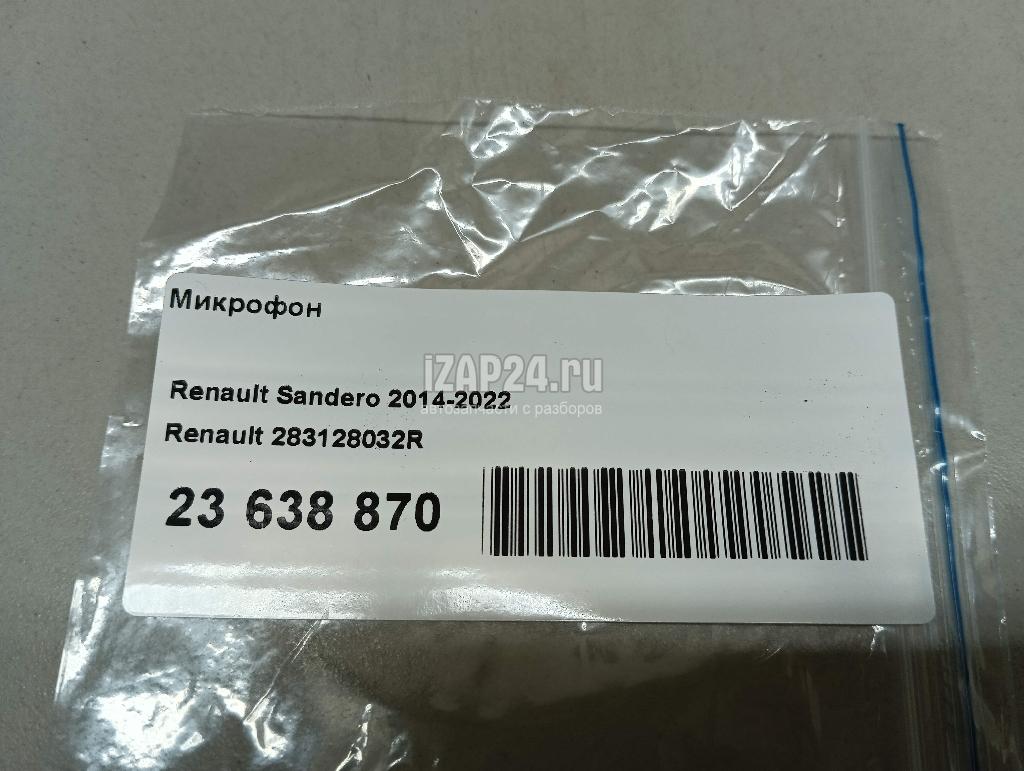 Микрофон
iZAP24.ru
автозапчасти с разборов
Renault Sandero 2014-2022
Renault 283128032R
23 638 870